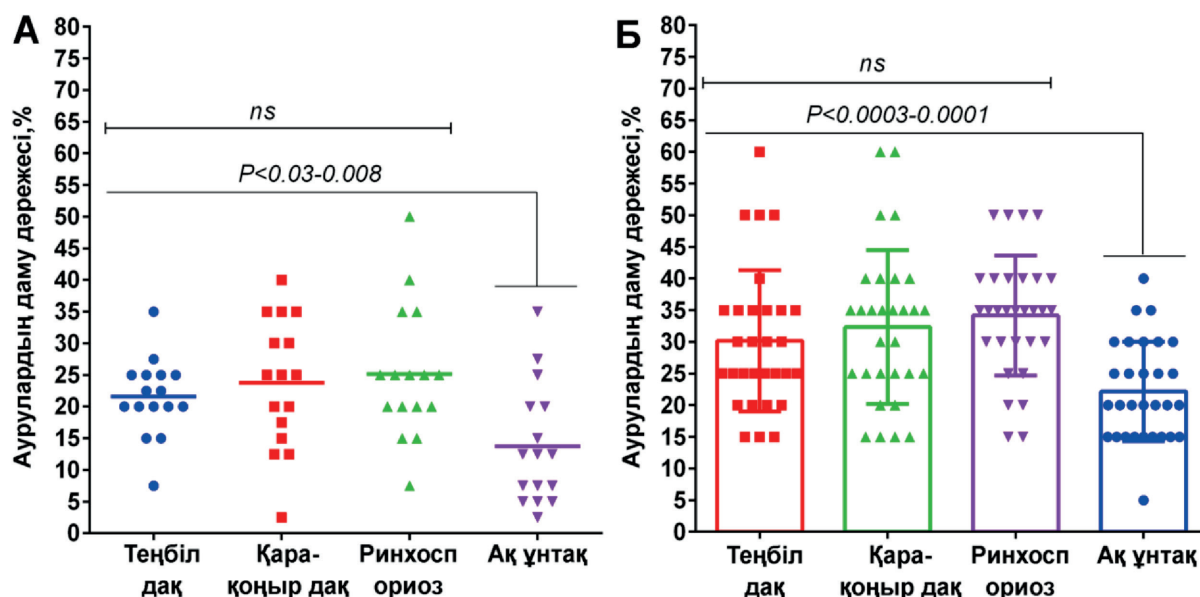 А
Аурулардың даму дәрежесі,%
80
75
70
65
60
55
50
45
40
35
30
25
20
15
10
5
0
ns
P<0.03-0.008
Теңбіл
дақ
Қара-
қоңыр дақ
Ринхосп
ориоз
Ақ ұнтақ
Б
Аурулардың даму дәрежесі,%
80
75
70
65
60
55
50
45
40
35
30
25
20
15
10
5
0
ns
P<0.0003-0.0001
Теңбіл
дақ
Қара-
қоңыр дақ
Ринхосп
ориоз
Ақ ұнтақ